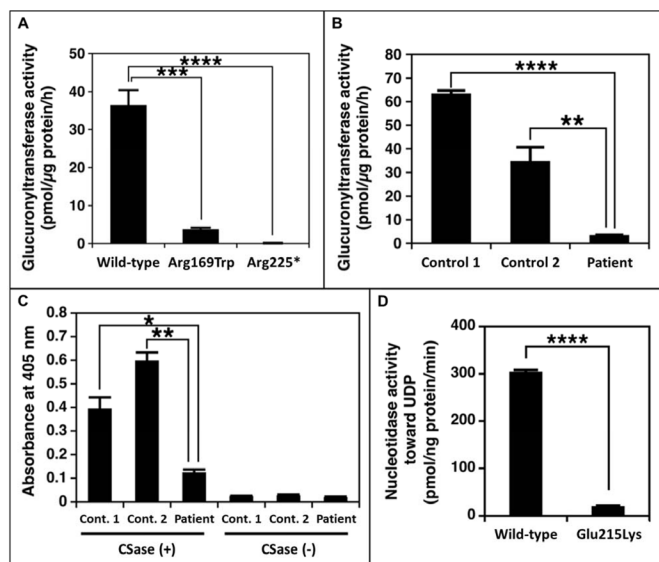 A
Glucuronyltransferase activity
(pmol/µg protein/h)
50
40
30
20
10
0
****
***
Wild-type Arg169Trp Arg225*
B
Glucuronyltransferase activity
(pmol/µg protein/h)
80
70
60
50
40
30
20
10
0
****
**
Control 1 Control 2 Patient
C
Absorbance at 405 nm
0.8
0.7
0.6
0.5
0.4
0.3
0.2
0.1
0
*
**
Cont. 1 Cont. 2 Patient Cont. 1 Cont. 2 Patient
CSase (+) CSase (-)
D
Nucleotidase activity
toward UDP
(pmol/ng protein/min)
400
300
200
100
0
****
Wild-type Glu215Lys